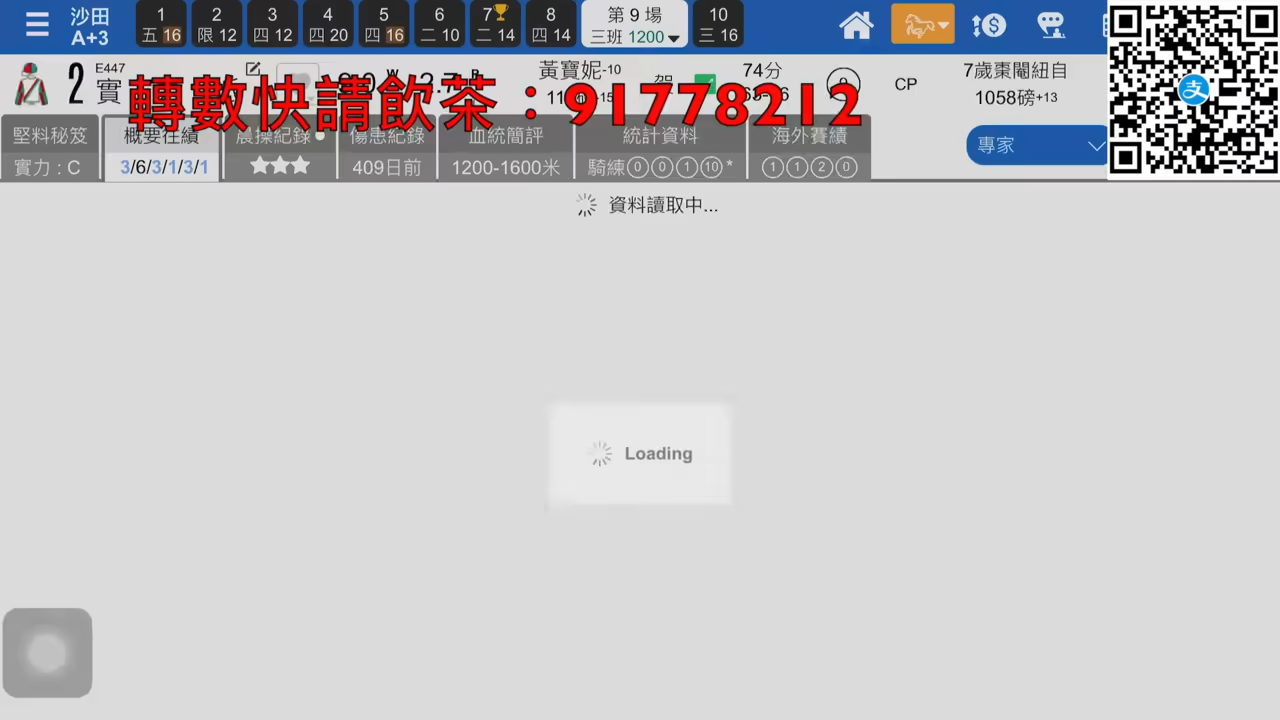 沙田
A+3
1
五 16
2
限 12
3
四 12
4
四 20
5
四 16
6
二 10
7
二 14
8
四 14
第 9 場
三班 1200
10
三 16
2
E447
實
黃寶妮-10
74分
CP
7歲棗閹紐自
1058磅+13
轉數快請飲茶：91778212
堅料秘笈
實力 : C
概要往績
3/6/3/1/3/1
晨操紀錄
★★★
傷患紀錄
409日前
血統簡評
1200-1600米
統計資料
騎練⓪⓪①⑩*
海外賽績
①①②⓪
專家
支
資料讀取中...
Loading